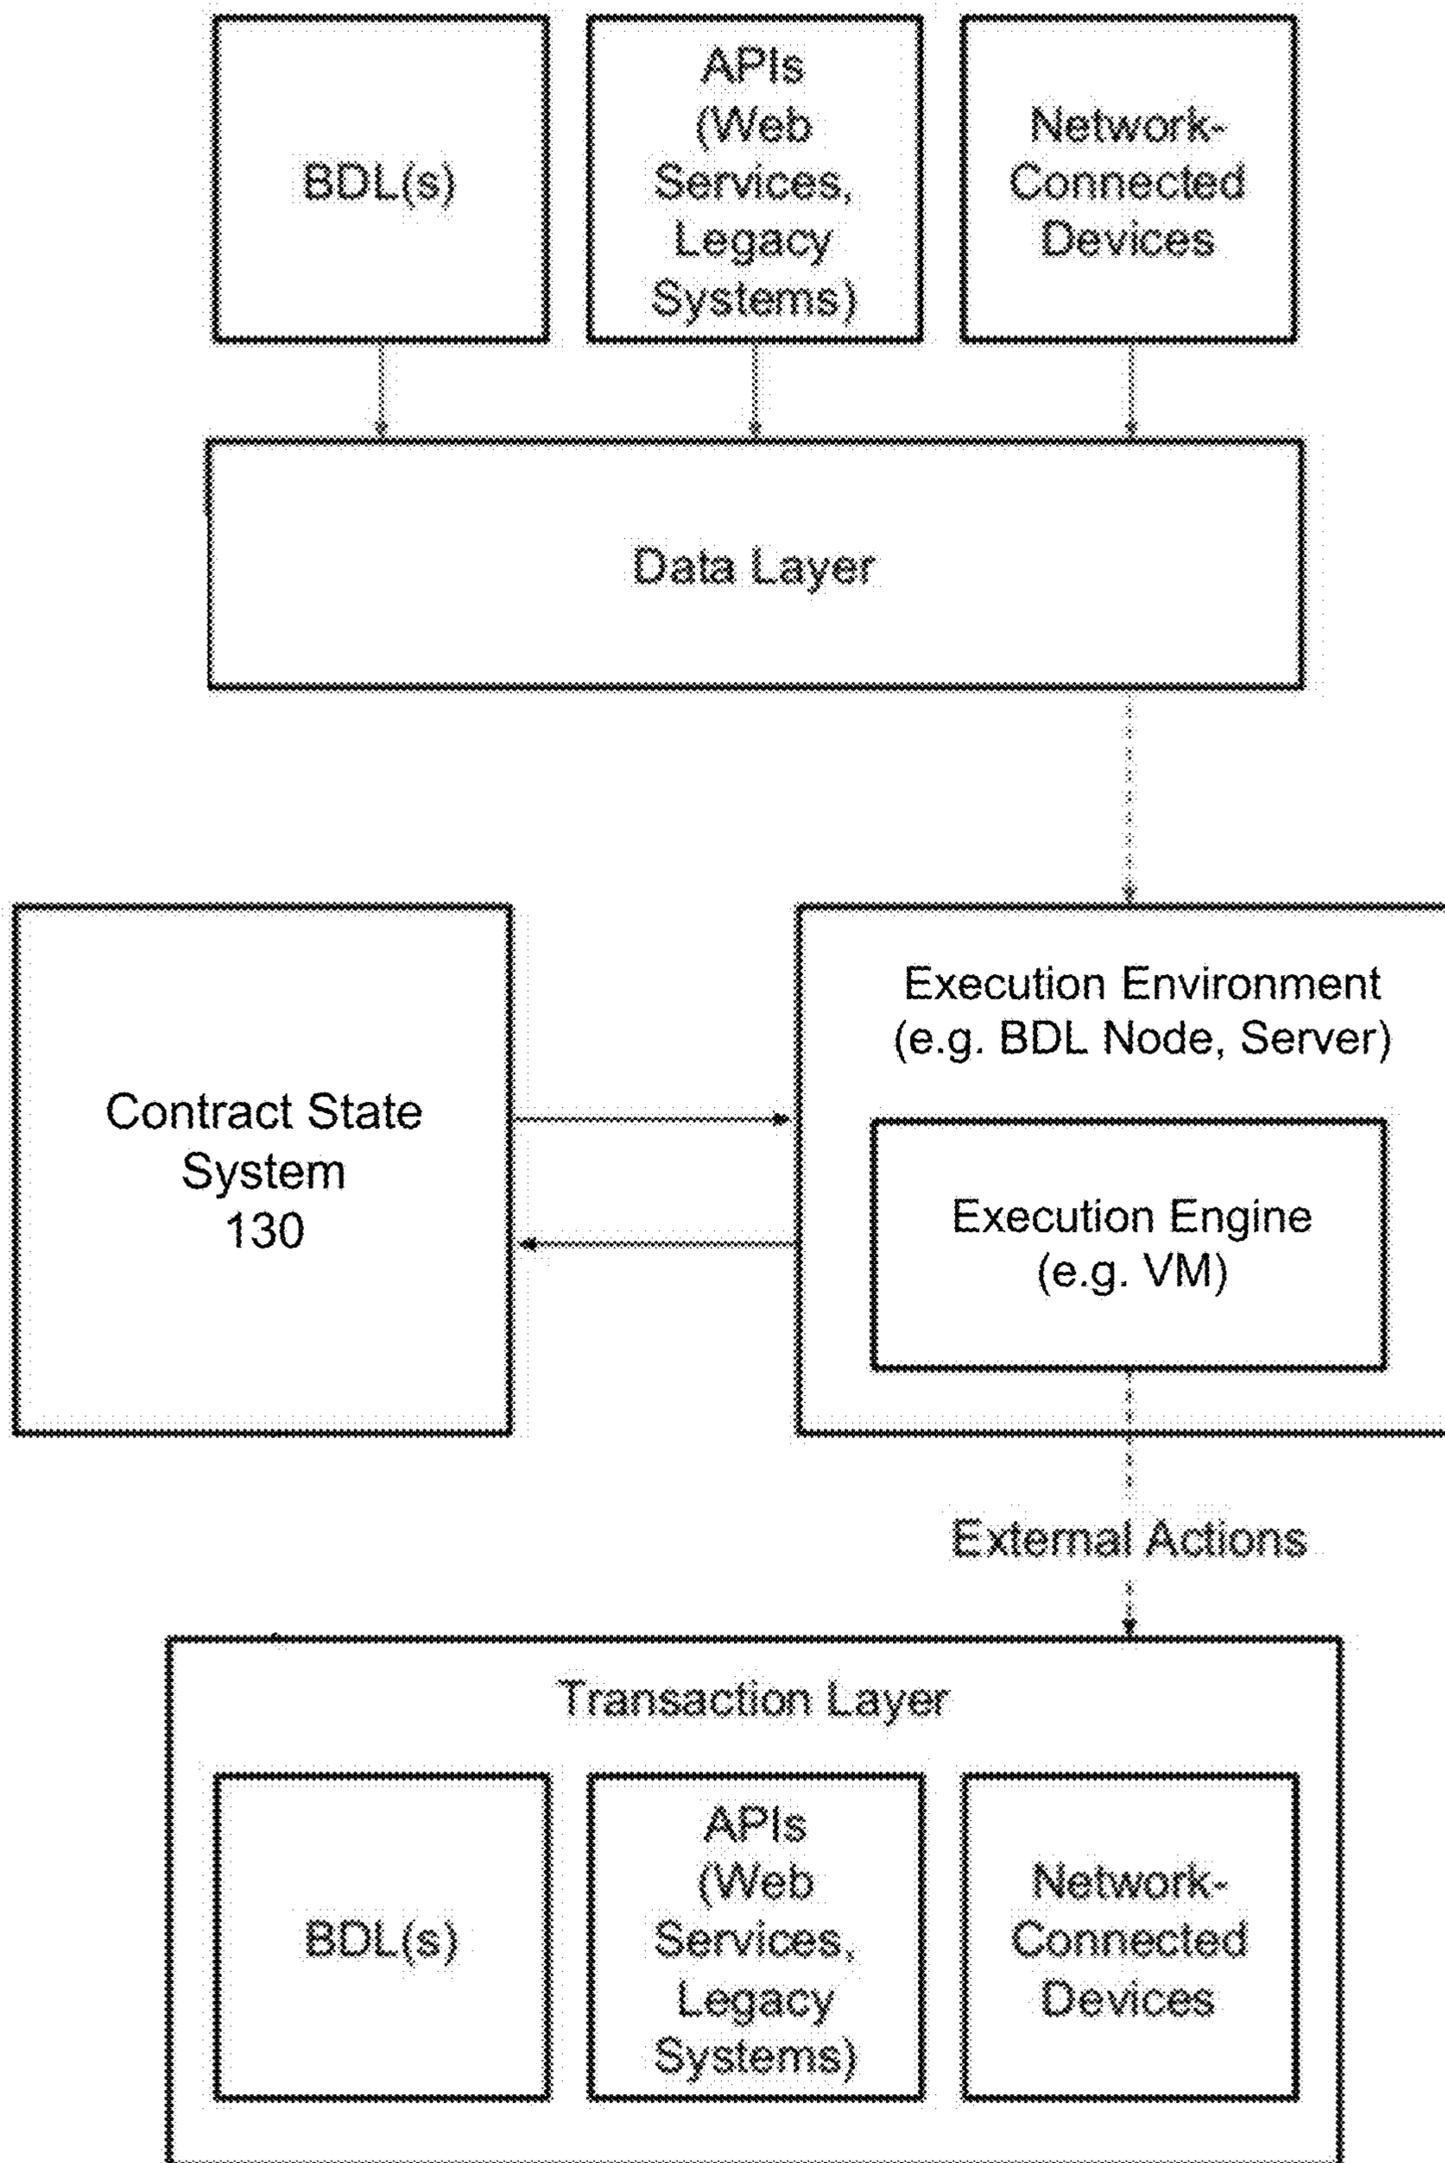 BDL(s)
APIs
(Web
Services,
Legacy
Systems)
Network-
Connected
Devices
Data Layer
Contract State
System
130
Execution Environment
(e.g. BDL Node, Server)
Execution Engine
(e.g. VM)
External Actions
Transaction Layer
BDL(s)
APIs
(Web
Services,
Legacy
Systems)
Network-
Connected
Devices